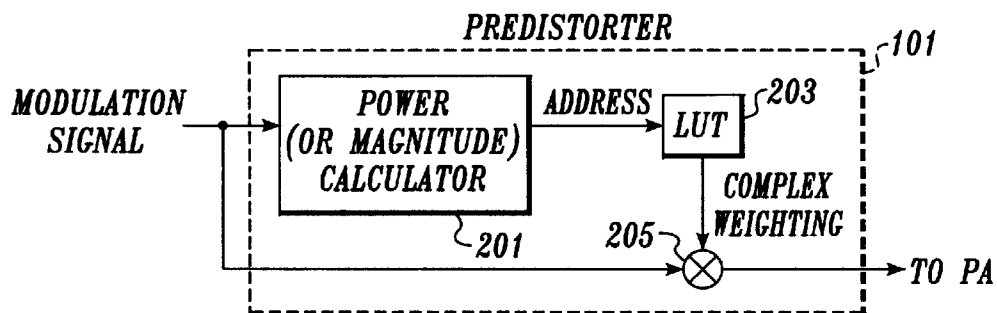 PREDISTORTER
101
MODULATION
SIGNAL
POWER
(OR MAGNITUDE)
CALCULATOR
201
ADDRESS
LUT
203
COMPLEX
WEIGHTING
205
TO PA